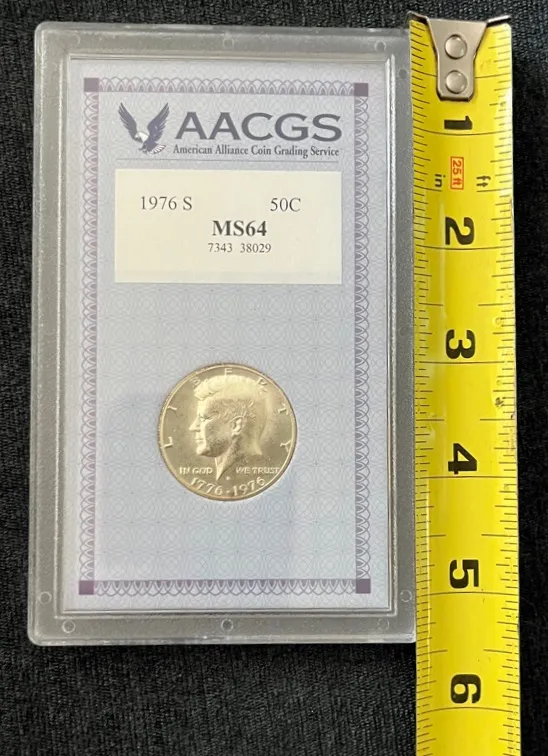 AACGS
American Alliance Coin Grading Service
1976 S 50C
MS64
7343 38029
LIBERTY
IN GOD WE TRUST
1776-1976
1
25 ft
in ft
2
3
4
5
6